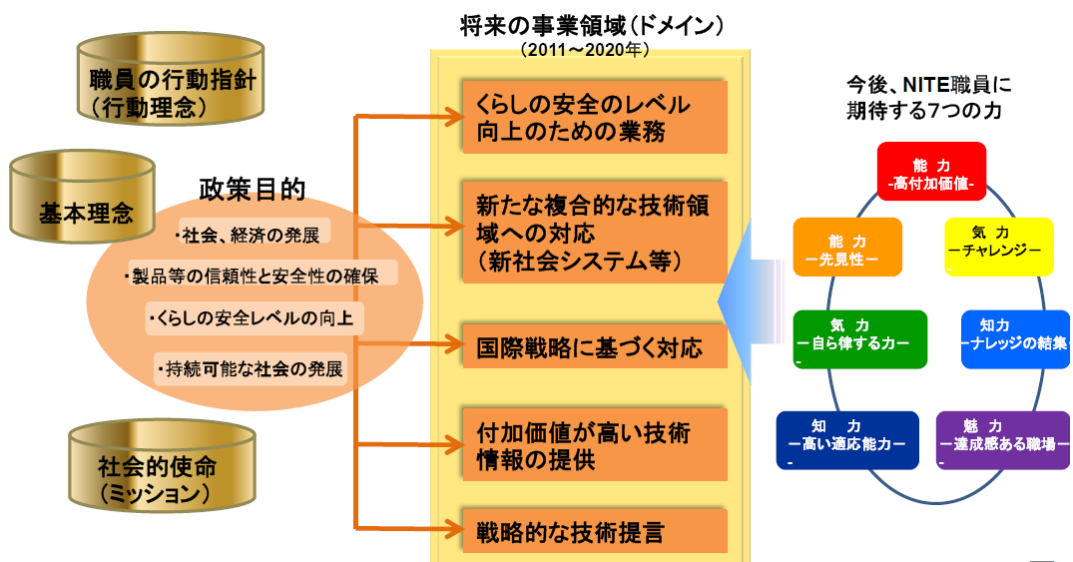 職員の行動指針
(行動理念)
基本理念
社会的使命
(ミッション)
政策目的
・社会、経済の発展
・製品等の信頼性と安全性の確保
・くらしの安全レベルの向上
・持続可能な社会の発展
将来の事業領域(ドメイン)
(2011~2020年)
くらしの安全のレベル
向上のための業務
新たな複合的な技術領
域への対応
(新社会システム等)
国際戦略に基づく対応
付加価値が高い技術
情報の提供
戦略的な技術提言
今後、NITE職員に
期待する7つの力
能 力
-高付加価値-
能 力
―先見性―
気 力
―チャレンジ―
-
気 力
―自ら律する力―
-
知力
―ナレッジの結集-
知 力
―高い適応能力―
-
魅 力
―達成感ある職場―
-